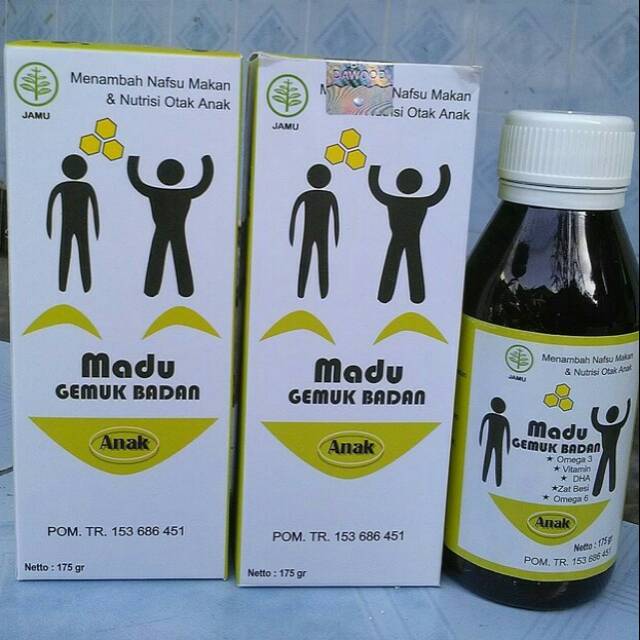 Menambah Nafsu Makan
& Nutrisi Otak Anak
JAMU
Madu
GEMUK BADAN
Anak
POM. TR. 153 686 451
Netto : 175 gr
DAWOOD
Nafsu Makan
Otak Anak
JAMU
Madu
GEMUK BADAN
Anak
POM. TR. 153 686 451
Netto : 175 gr
Menambah Nafsu Makan
& Nutrisi Otak Anak
JAMU
Madu
GEMUK BADAN
★ Omega 3
★ Vitamin
★ DHA
★Zat Besi
★ Omega 6
Anak
Netto : 175 gr
POM. TR. 153 686 451